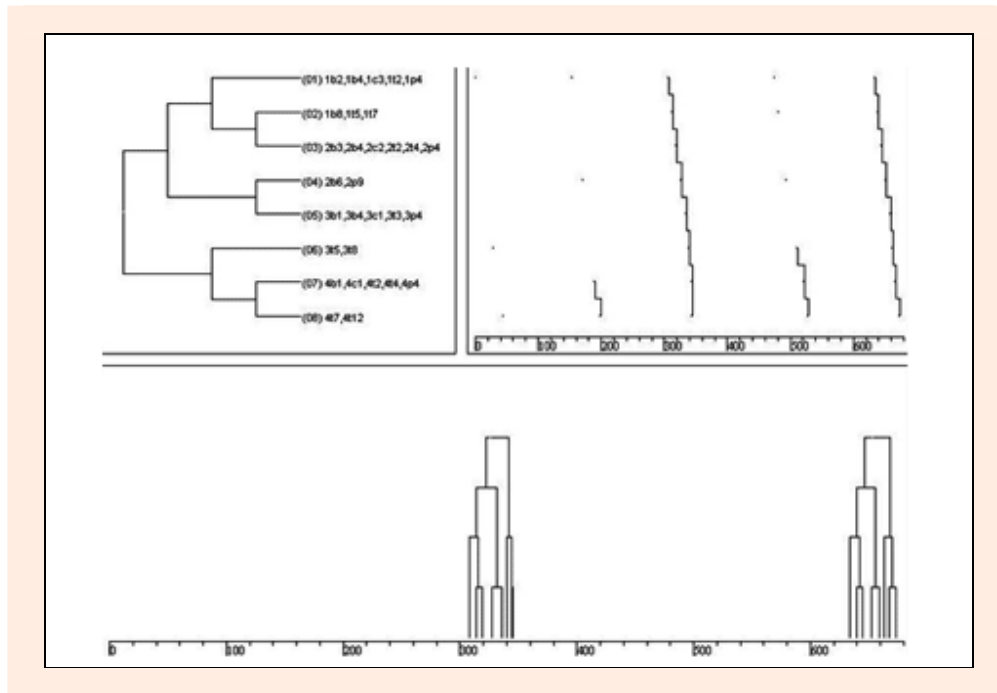 (01) 1b2,1b4,1c3,1t2,1p4
(02) 1b8,1t5,1t7
(03) 2b3,2b4,2c2,2t2,2t4,2p4
(04) 2b6,2p9
(05) 3b1,3b4,3c1,3t3,3p4
(06) 3t5,3t8
(07) 4b1,4c1,4t2,4t4,4p4
(08) 4t7,4t12
0 100 200 300 400 500 600
0 100 200 300 400 500 600